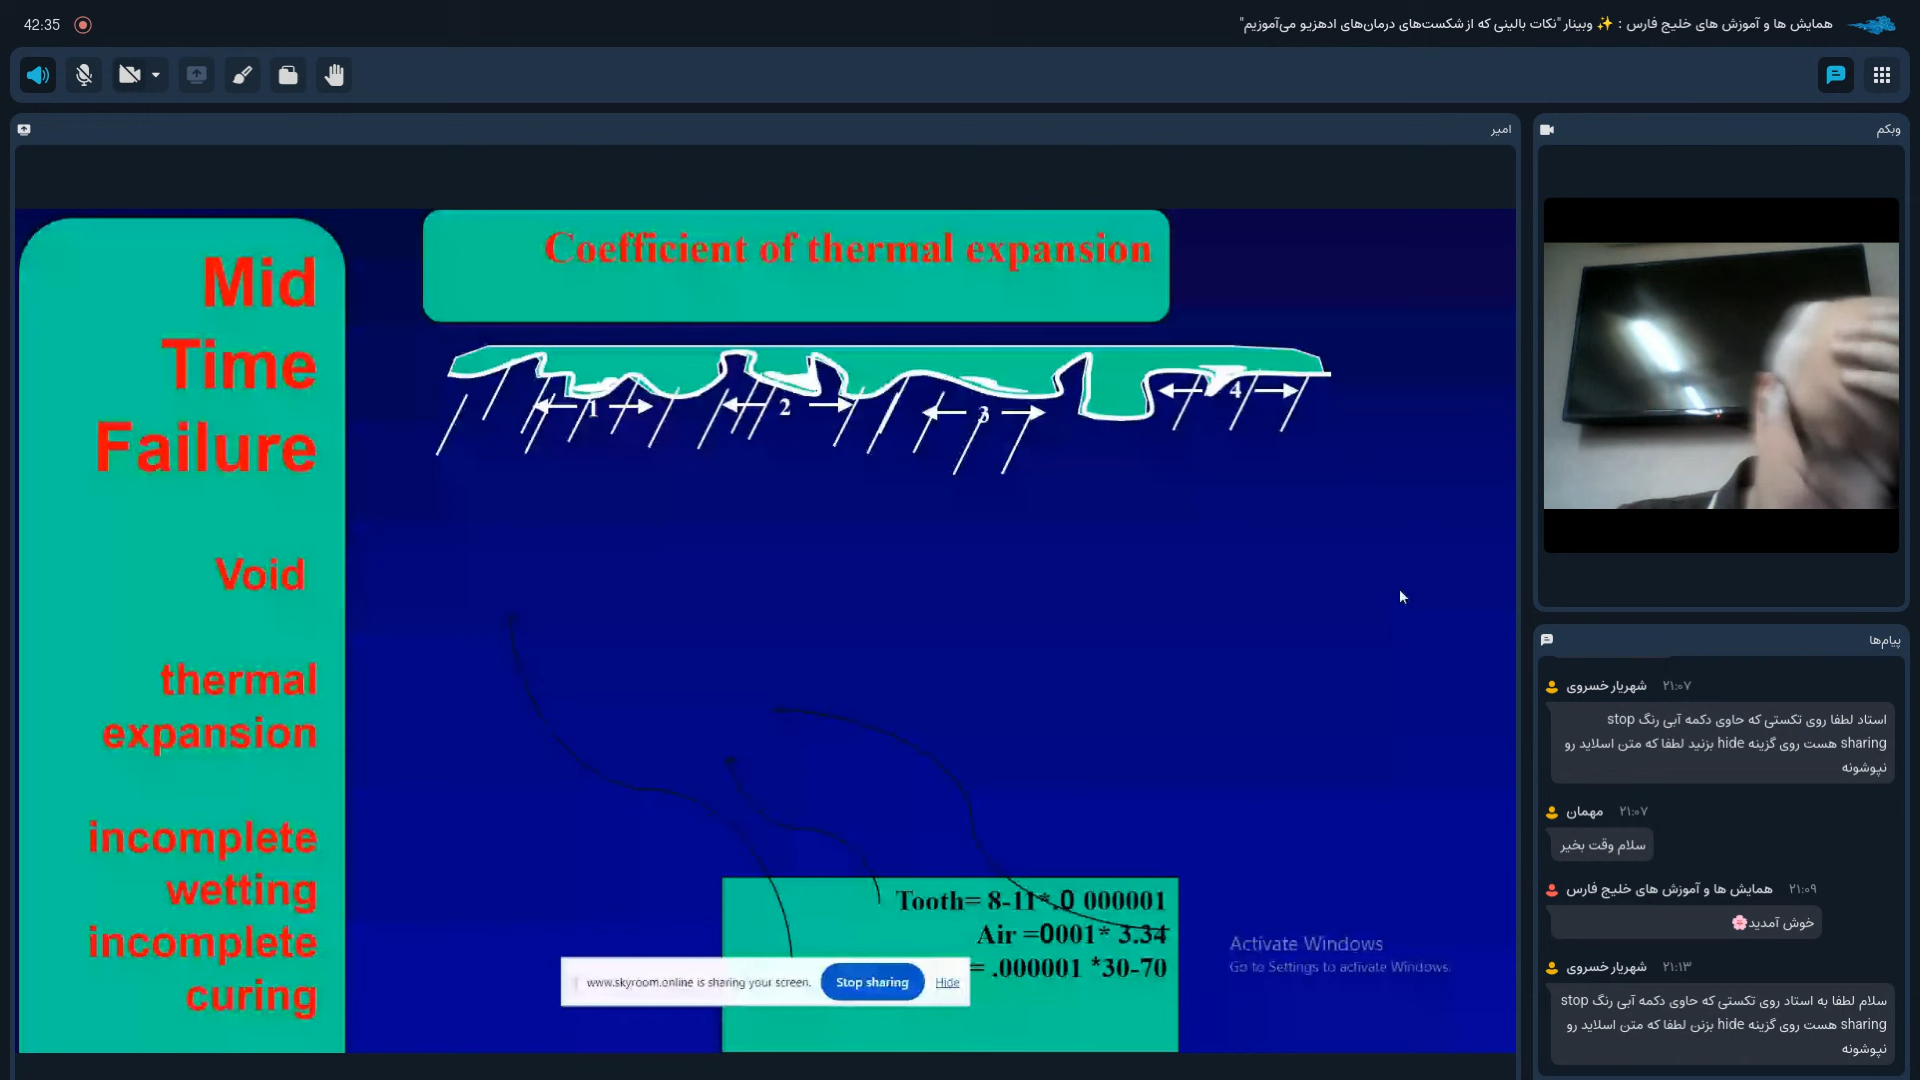 42:35
همایش ها و آموزش های خلیج فارس : ✨ وبینار"نکات بالینی که از شکست‌های درمان‌های ادهزیو می‌آموزیم"
امیر
Mid
Time
Failure
Void
thermal
expansion
incomplete
wetting
incomplete
curing
Coefficient of thermal expansion
1
2
3
4
Tooth= 8-11*.0 000001
Air =0001* 3.34
= .000001 *30-70
www.skyroom.online is sharing your screen.
Stop sharing
Hide
Activate Windows
Go to Settings to activate Windows.
وبکم
پیام‌ها
شهریار خسروی ۲۱:۰۷
استاد لطفا روی تکستی که حاوی دکمه آبی رنگ stop
sharing هست روی گزینه hide بزنید لطفا که متن اسلاید رو
نپوشونه
مهمان ۲۱:۰۷
سلام وقت بخیر
همایش ها و آموزش های خلیج فارس ۲۱:۰۹
خوش آمدید🌸
شهریار خسروی ۲۱:۱۳
سلام لطفا به استاد روی تکستی که حاوی دکمه آبی رنگ stop
sharing هست روی گزینه hide بزنن لطفا که متن اسلاید رو
نپوشونه